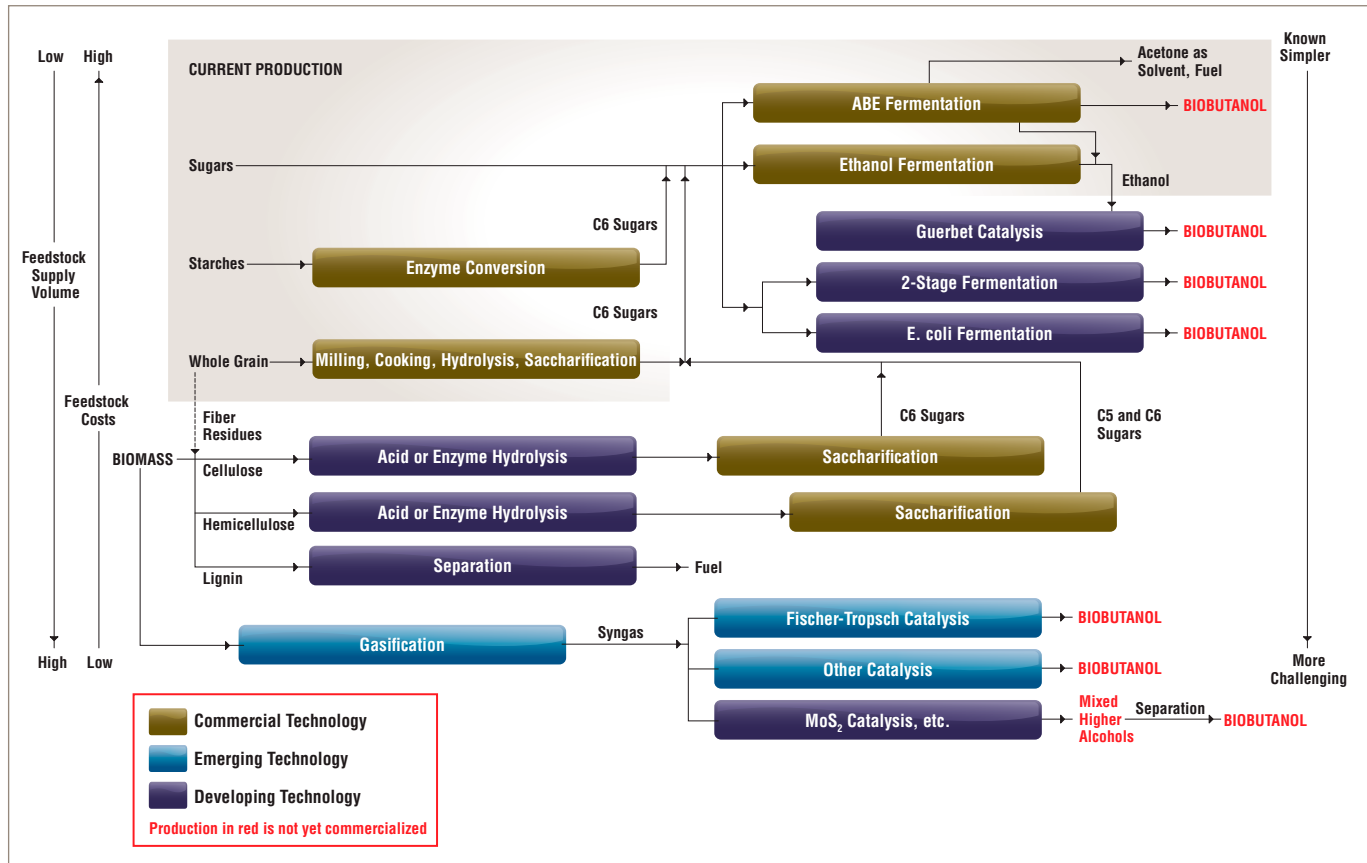 Low
High
Known
Simpler
CURRENT PRODUCTION
Acetone as
Solvent, Fuel
ABE Fermentation
BIOBUTANOL
Sugars
Ethanol Fermentation
Ethanol
C6 Sugars
Guerbet Catalysis
BIOBUTANOL
Feedstock
Supply
Volume
Starches
Enzyme Conversion
2-Stage Fermentation
BIOBUTANOL
C6 Sugars
E. coli Fermentation
BIOBUTANOL
Whole Grain
Milling, Cooking, Hydrolysis, Saccharification
Feedstock
Costs
Fiber
Residues
C6 Sugars
C5 and C6
Sugars
BIOMASS
Cellulose
Acid or Enzyme Hydrolysis
Saccharification
Hemicellulose
Acid or Enzyme Hydrolysis
Saccharification
Lignin
Separation
Fuel
Fischer-Tropsch Catalysis
BIOBUTANOL
Gasification
Syngas
High
Low
More
Challenging
Other Catalysis
BIOBUTANOL
MoS₂ Catalysis, etc.
Mixed
Higher
Alcohols
Separation
BIOBUTANOL
Commercial Technology
Emerging Technology
Developing Technology
Production in red is not yet commercialized